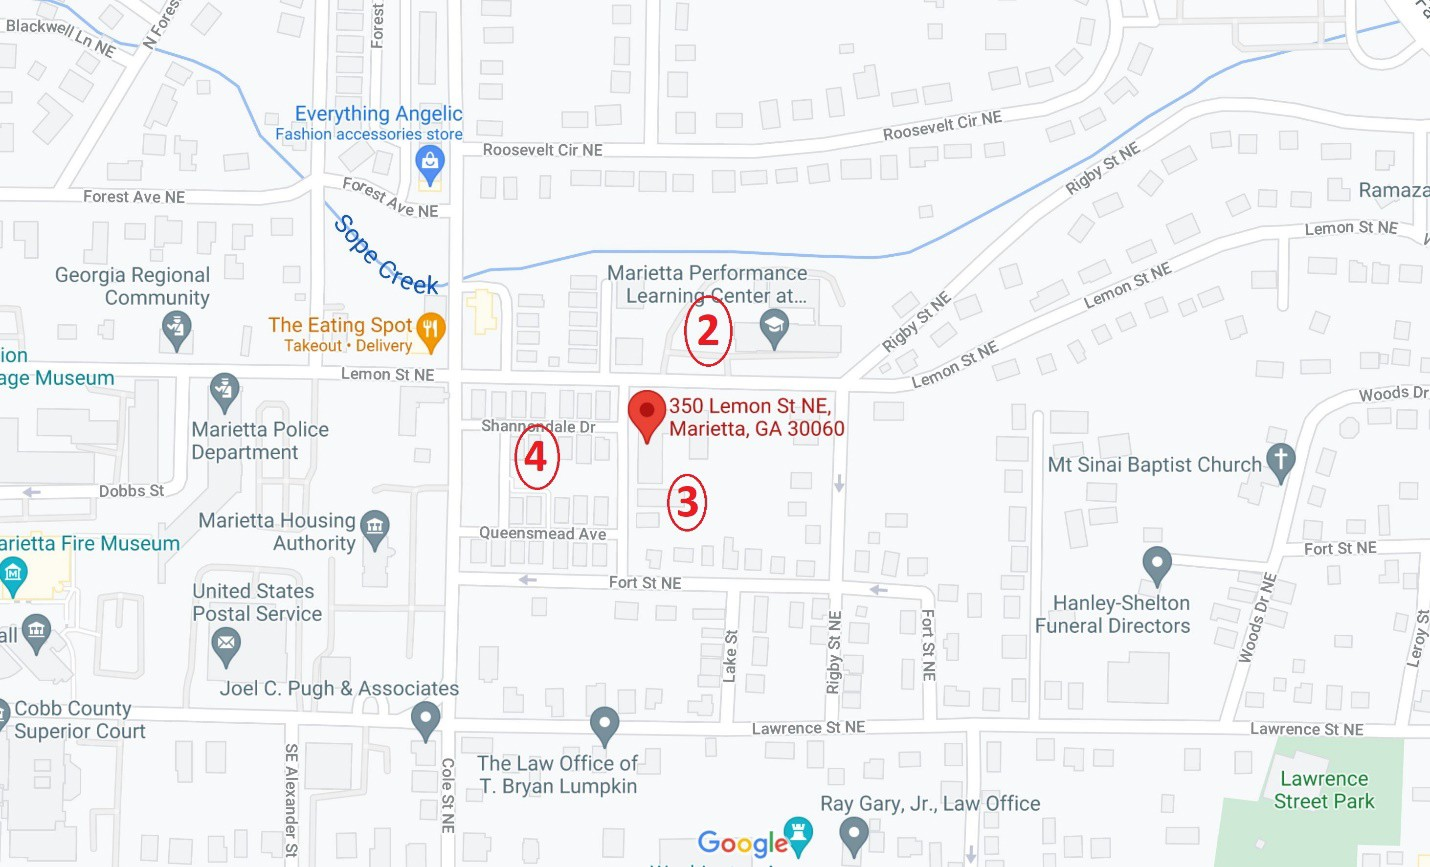 Blackwell Ln NE
N Fores
Forest
Everything Angelic
Fashion accessories store
Roosevelt Cir NE
Roosevelt Cir NE
Rigby St NE
Forest Ave NE
Forest Ave NE
Ramaza
Lemon St NE
Sope Creek
Georgia Regional
Community
Marietta Performance
Learning Center at...
Lemon St NE
The Eating Spot
Takeout • Delivery
2
Rigby St NE
ion
age Museum
Lemon St NE
Lemon St NE
350 Lemon St NE,
Marietta, GA 30060
Woods Dr
Marietta Police
Department
Shannondale Dr
4
Mt Sinai Baptist Church
Dobbs St
3
Marietta Housing
Authority
Queensmead Ave
arietta Fire Museum
Fort St NE
Fort St NE
United States
Postal Service
Hanley-Shelton
Funeral Directors
Woods Dr NE
Leroy St
all
Lake St
Rigby St NE
Fort St NE
Joel C. Pugh & Associates
Cobb County
Superior Court
Lawrence St NE
Lawrence St NE
SE Alexander St
Cole St NE
The Law Office of
T. Bryan Lumpkin
Lawrence
Street Park
Ray Gary, Jr., Law Office
Google